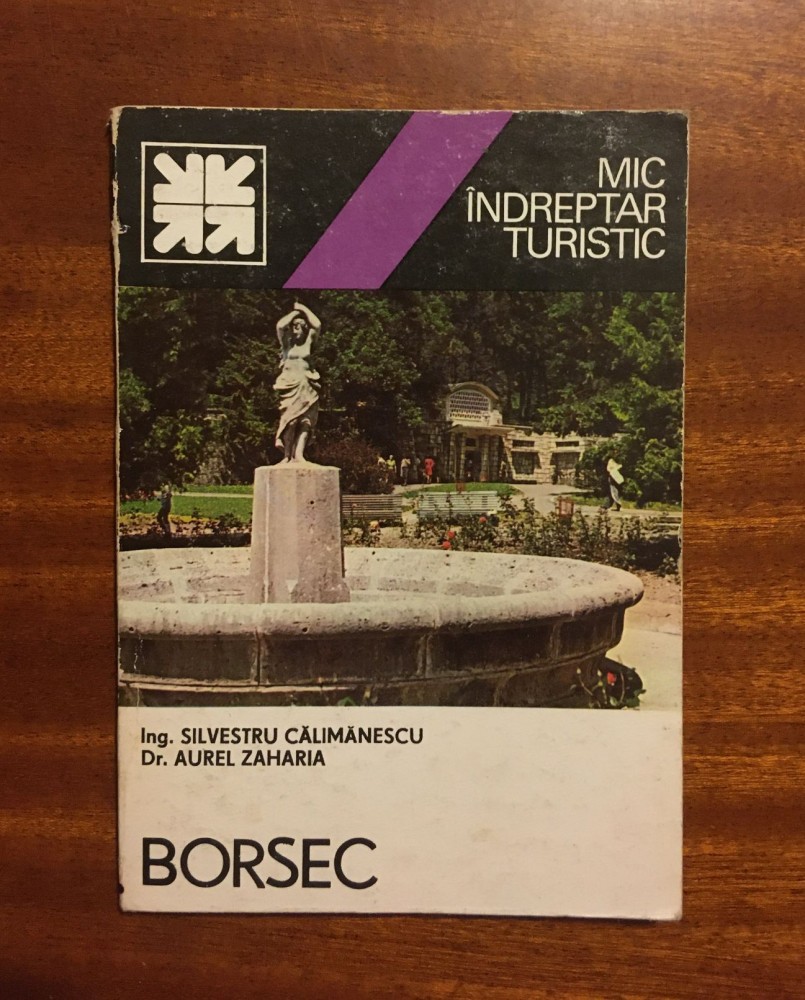 MIC
ÎNDREPTAR
TURISTIC
Ing. SILVESTRU CĂLIMĂNESCU
Dr. AUREL ZAHARIA
BORSEC